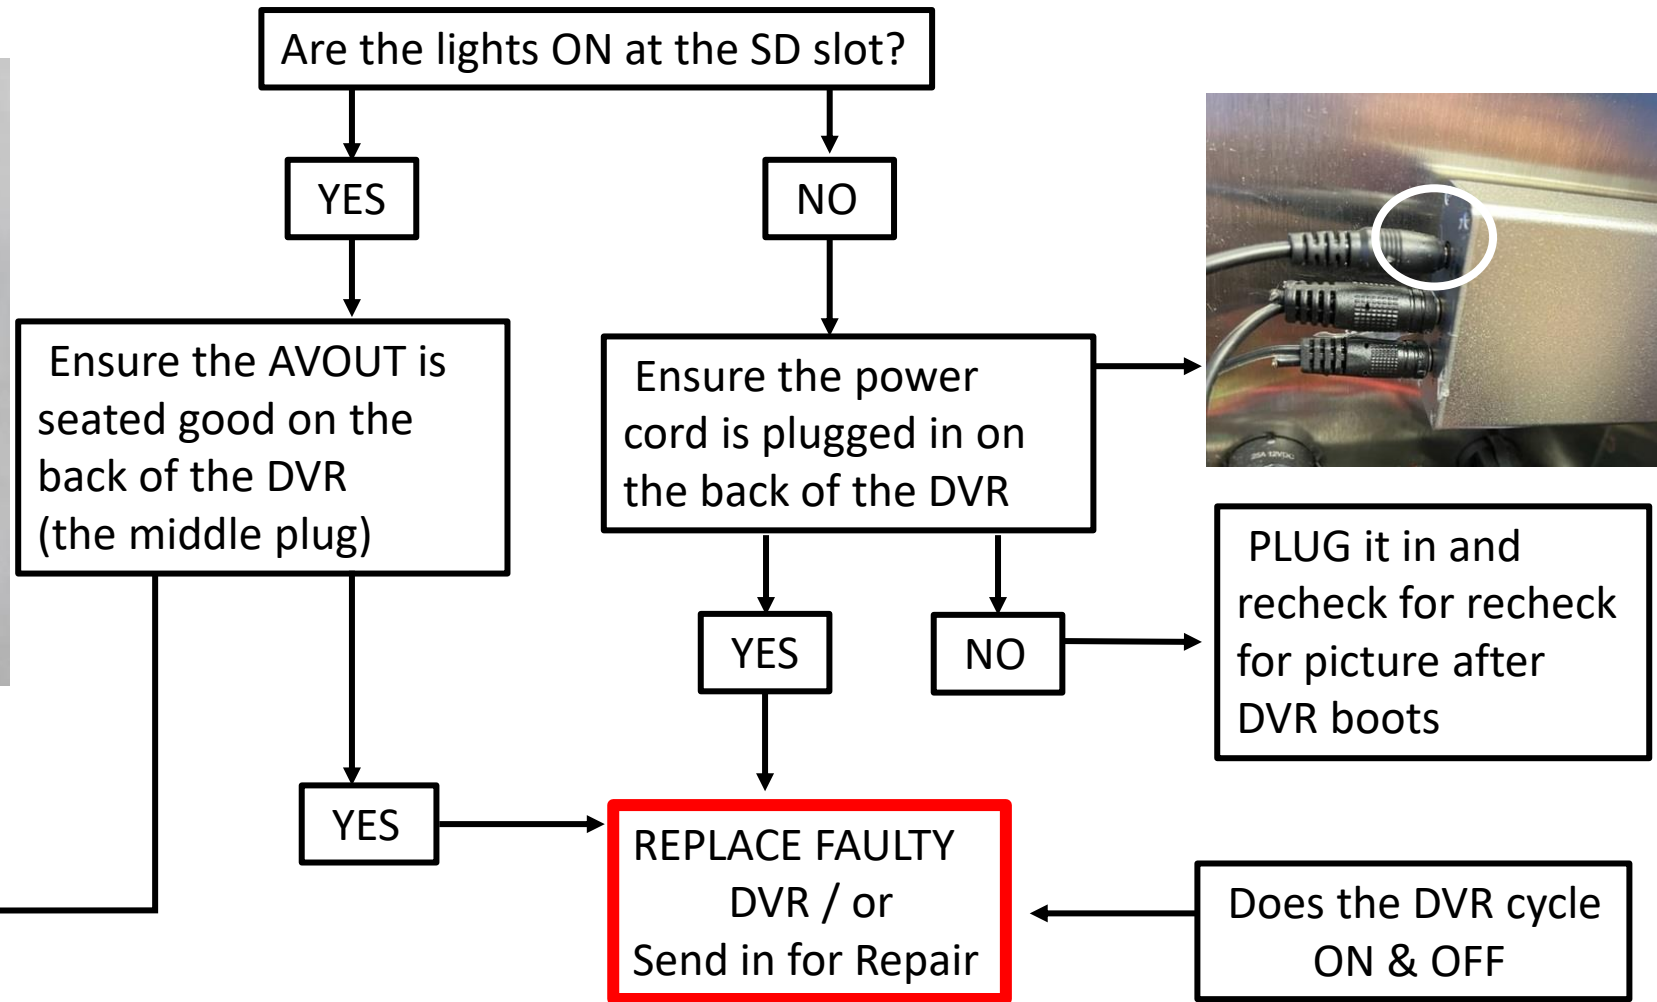 Are the lights ON at the SD slot?
YES
NO
Ensure the AVOUT is
seated good on the
back of the DVR
(the middle plug)
Ensure the power
cord is plugged in on
the back of the DVR
25A 12VDC
PLUG it in and
recheck for recheck
for picture after
DVR boots
YES
NO
YES
REPLACE FAULTY
DVR / or
Send in for Repair
Does the DVR cycle
ON & OFF